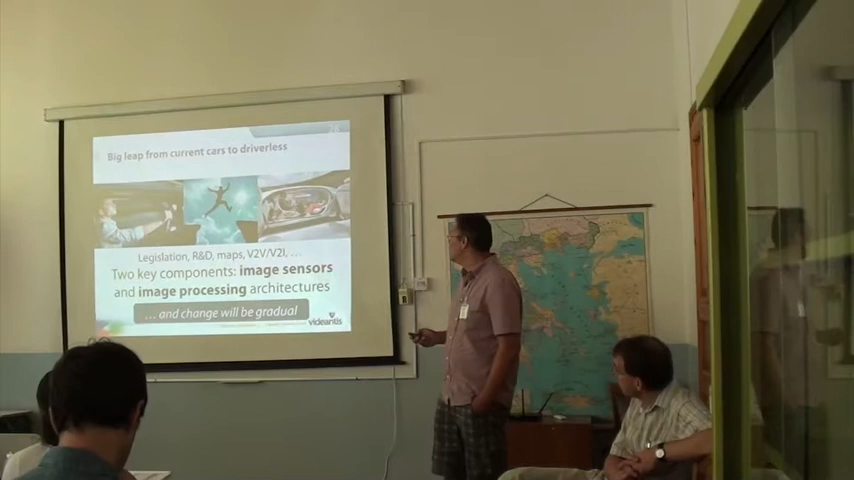 Big leap from current cars to driverless
Legislation, R&D, maps, V2V/V2I, ...
Two key components: image sensors
and image processing architectures
... and change will be gradual
videantis